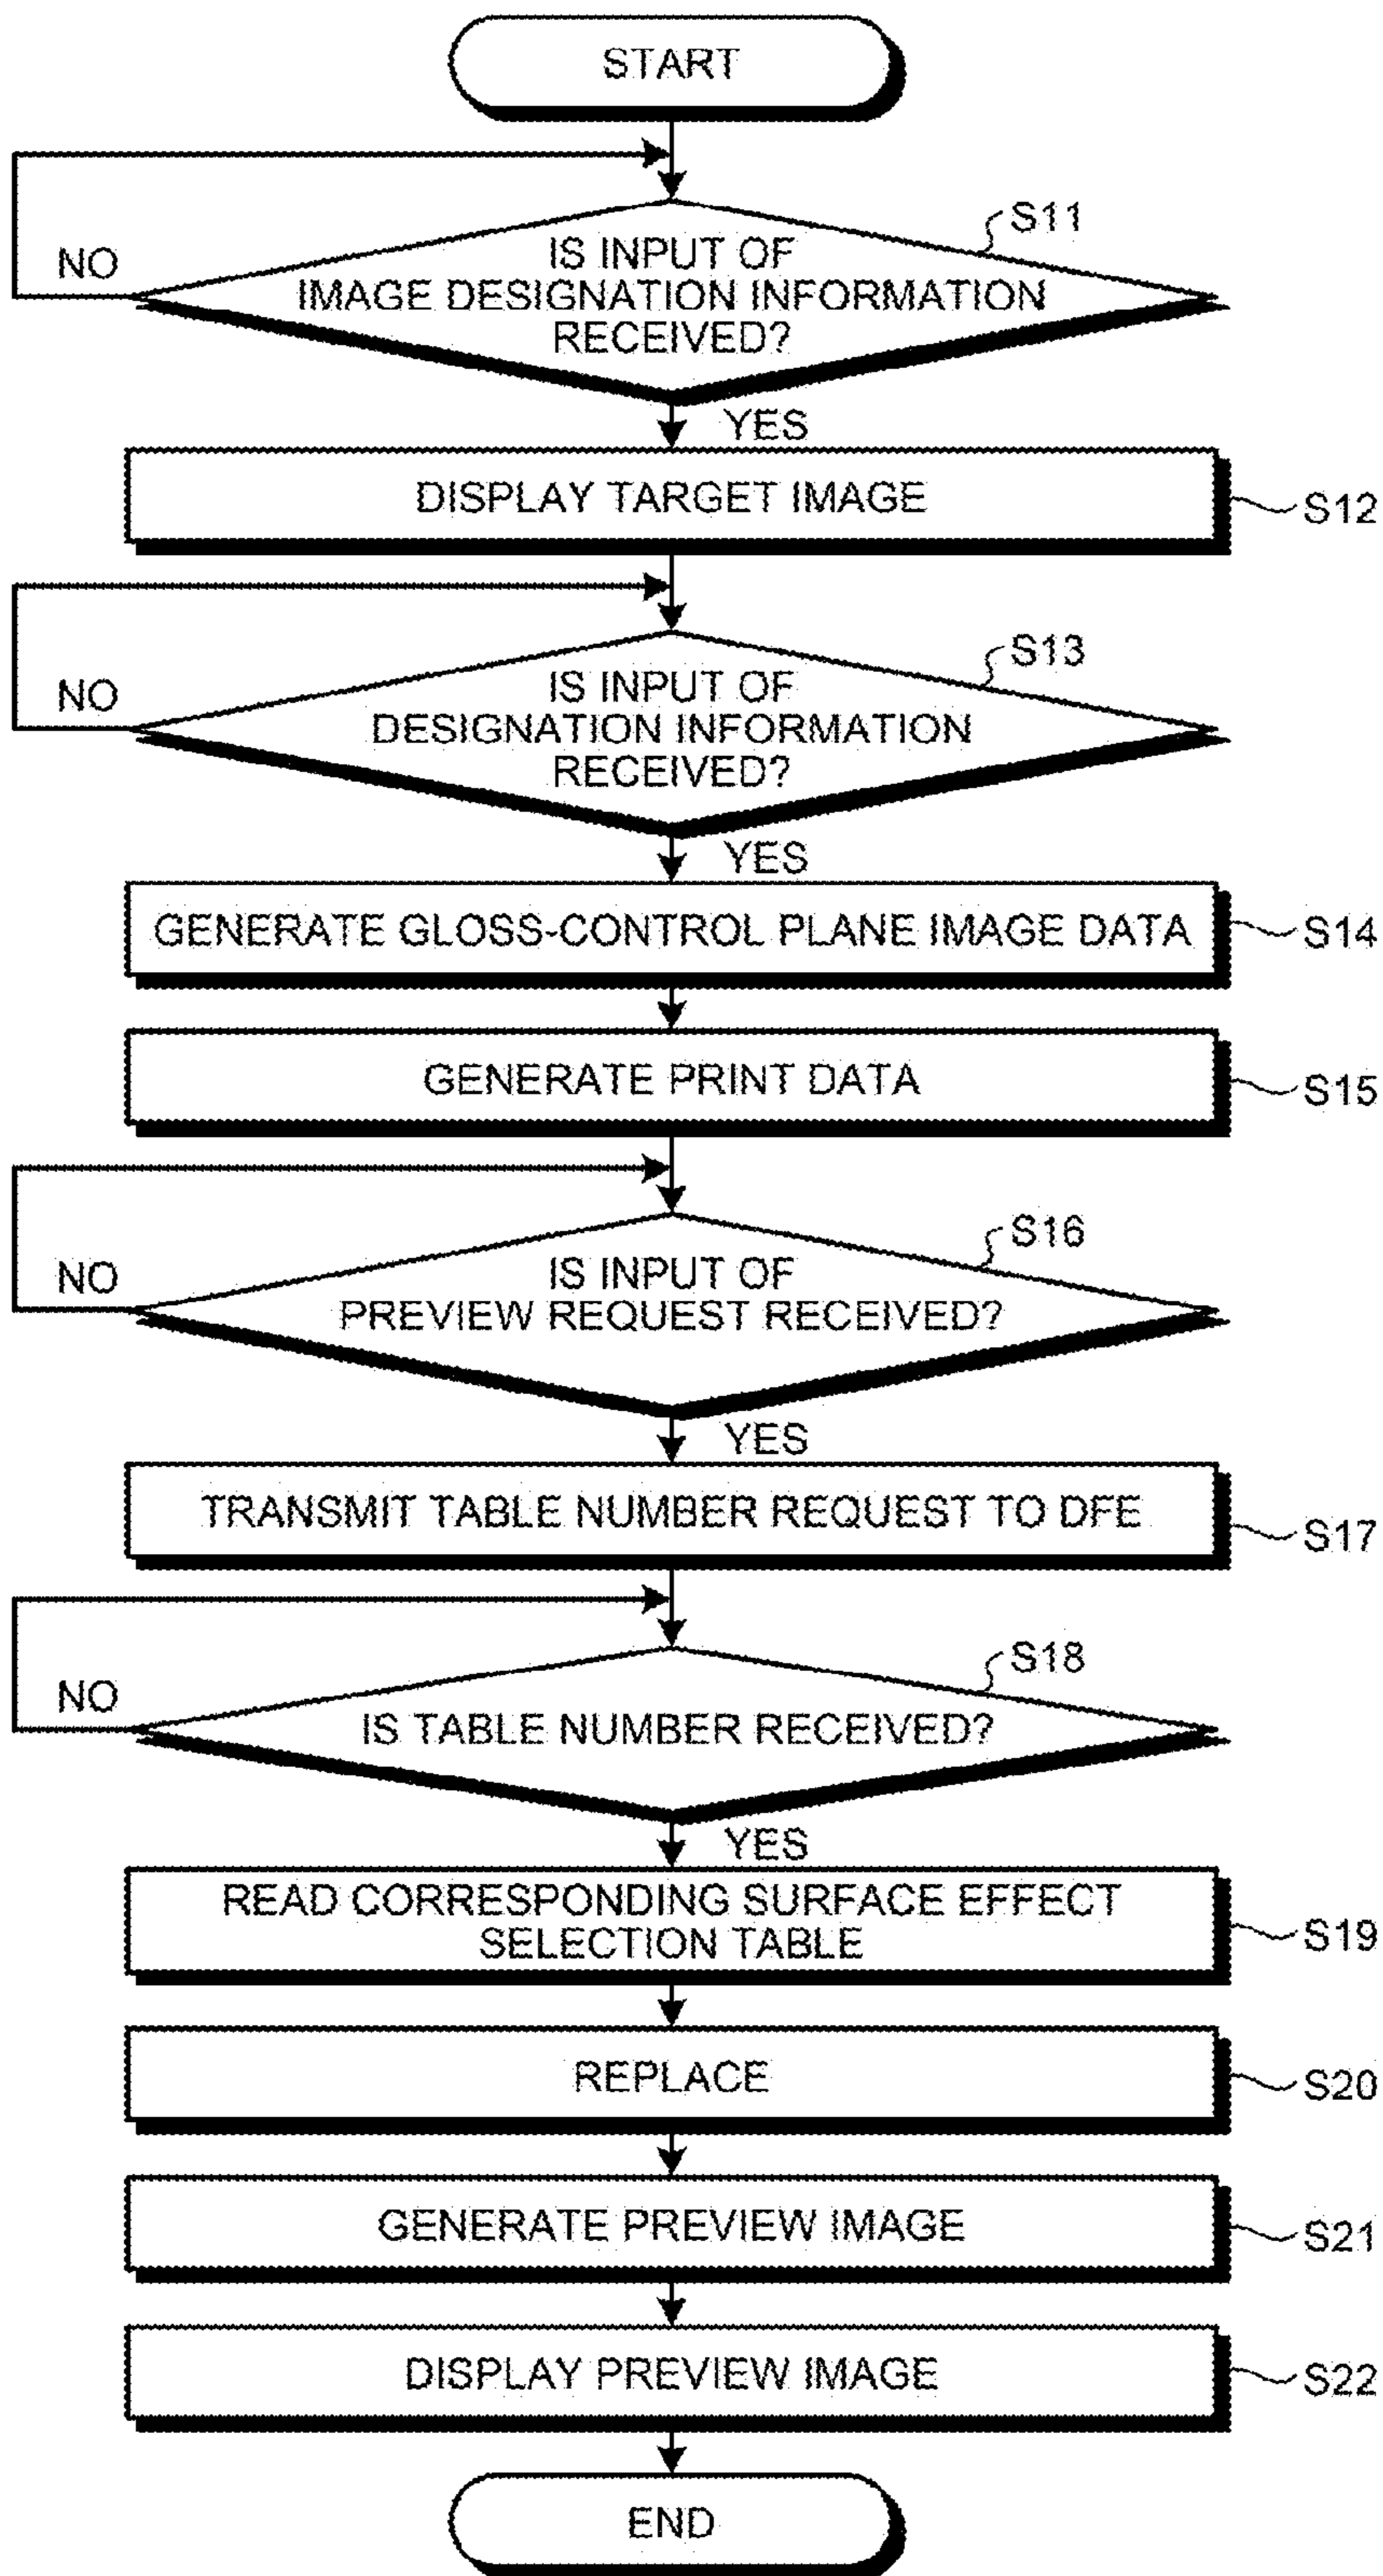 START
S11
IS INPUT OF
IMAGE DESIGNATION INFORMATION
RECEIVED?
NO
YES
DISPLAY TARGET IMAGE
S12
S13
IS INPUT OF
DESIGNATION INFORMATION
RECEIVED?
NO
YES
GENERATE GLOSS-CONTROL PLANE IMAGE DATA
S14
GENERATE PRINT DATA
S15
S16
IS INPUT OF
PREVIEW REQUEST RECEIVED?
NO
YES
TRANSMIT TABLE NUMBER REQUEST TO DFE
S17
S18
NO
IS TABLE NUMBER RECEIVED?
YES
READ CORRESPONDING SURFACE EFFECT
SELECTION TABLE
S19
REPLACE
S20
GENERATE PREVIEW IMAGE
S21
DISPLAY PREVIEW IMAGE
S22
END